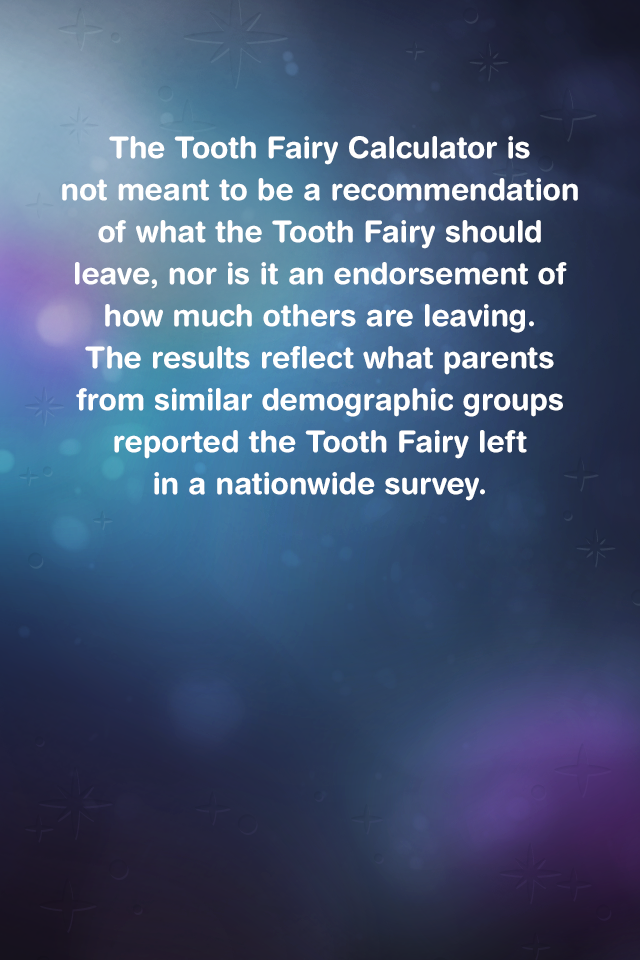 The Tooth Fairy Calculator is
not meant to be a recommendation
of what the Tooth Fairy should
leave, nor is it an endorsement of
how much others are leaving.
The results reflect what parents
from similar demographic groups
reported the Tooth Fairy left
in a nationwide survey.